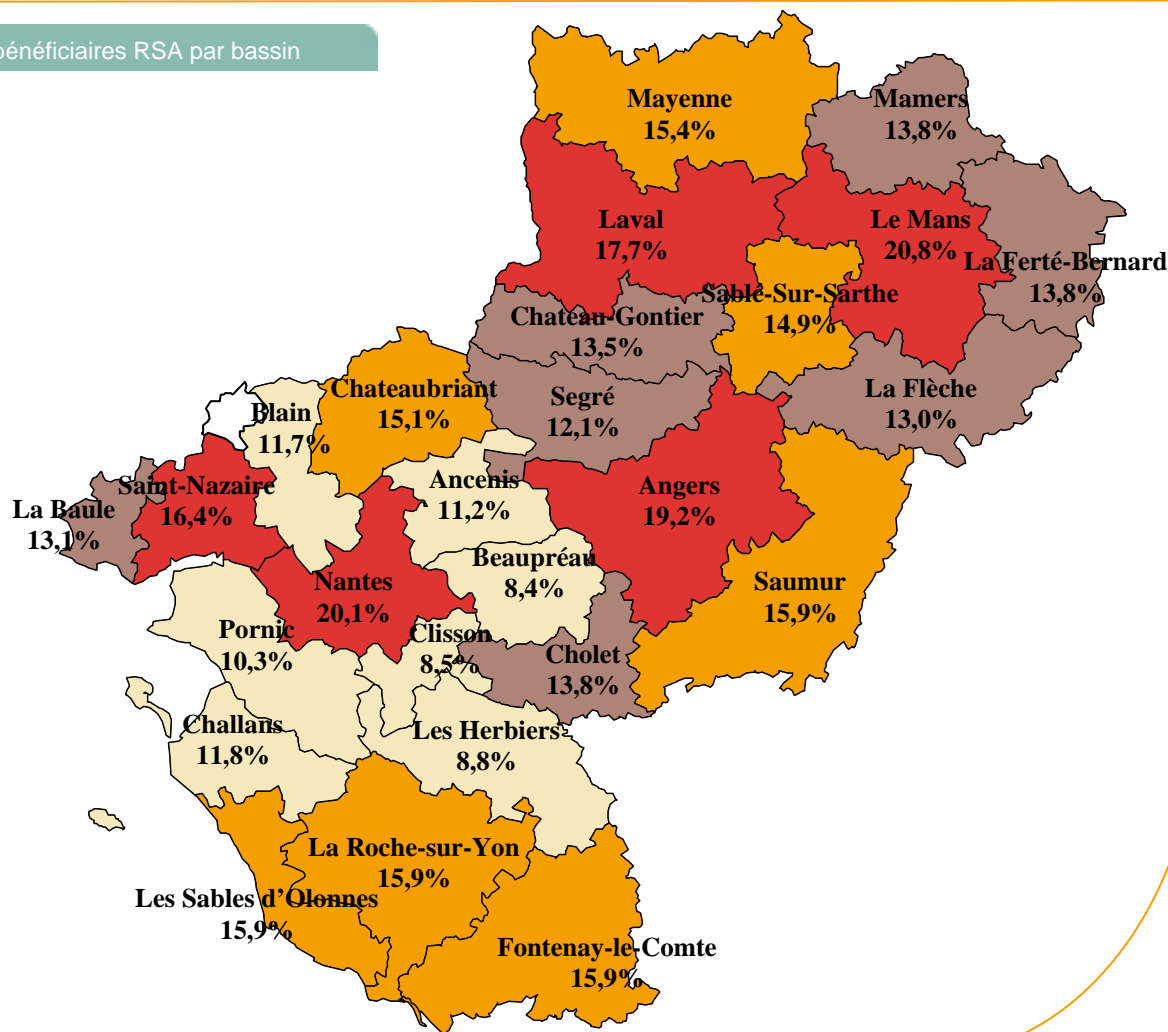 bénéficiaires RSA par bassin
Mayenne
15,4%
Mamers
13,8%
Laval
17,7%
Le Mans
20,8%
La Ferté-Bernard
13,8%
Sablé-Sur-Sarthe
14,9%
Chateau-Gontier
13,5%
Chateaubriant
15,1%
Segré
12,1%
La Flèche
13,0%
Blain
11,7%
Saint-Nazaire
16,4%
La Baule
13,1%
Ancenis
11,2%
Angers
19,2%
Beaupréau
8,4%
Nantes
20,1%
Saumur
15,9%
Pornic
10,3%
Clisson
8,5%
Cholet
13,8%
Challans
11,8%
Les Herbiers
8,8%
La Roche-sur-Yon
15,9%
Les Sables d'Olonnes
15,9%
Fontenay-le-Comte
15,9%